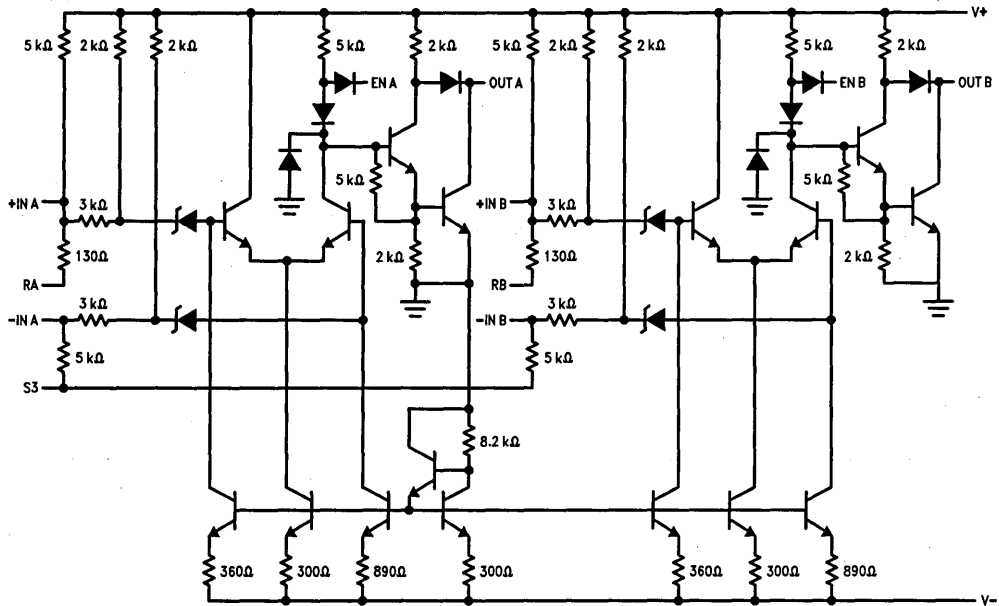 V+
5 kΩ 2 kΩ 2 kΩ 5 kΩ 2 kΩ 5 kΩ 2 kΩ 2 kΩ 5 kΩ 2 kΩ
EN A OUT A EN B OUT B
5 kΩ 5 kΩ
+IN A 3 kΩ +IN B 3 kΩ
130Ω 2 kΩ 130Ω 2 kΩ
RA RB
3 kΩ 3 kΩ
-IN A -IN B
5 kΩ 5 kΩ
S3
8.2 kΩ
360Ω 300Ω 890Ω 300Ω 360Ω 300Ω 890Ω
V-